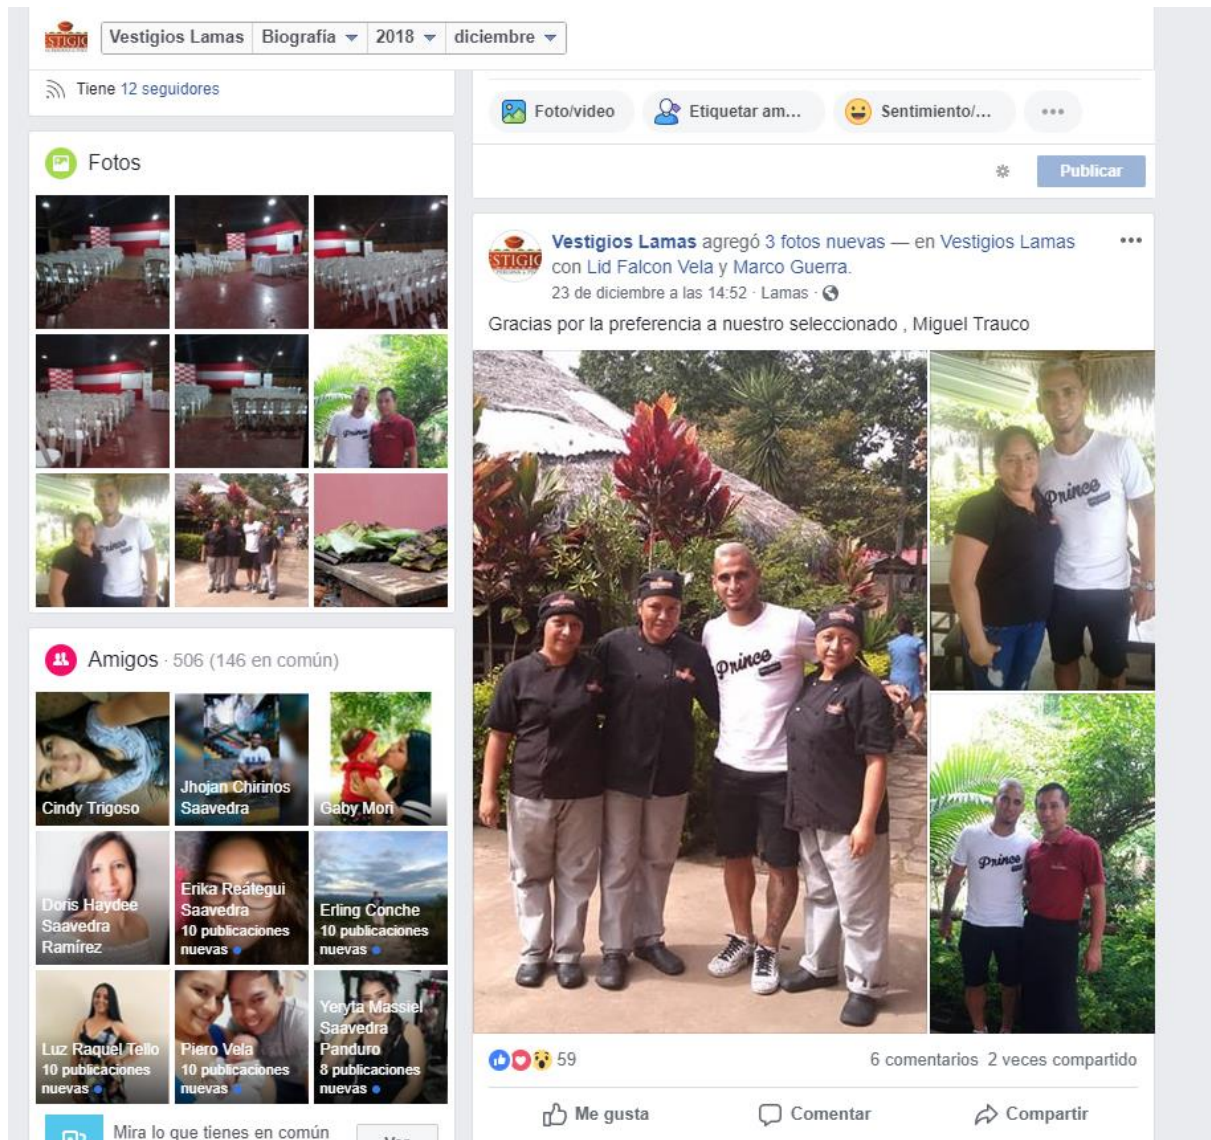 STIGIO
Vestigios Lamas
Biografía
2018
diciembre
Tiene 12 seguidores
Foto/video
Etiquetar am...
Sentimiento/...
Publicar
Fotos
Amigos · 506 (146 en común)
Cindy Trigoso
Jhojan Chirinos
Saavedra
Gaby Mori
Doris Haydee
Saavedra
Ramírez
Erika Reátegui
Saavedra
10 publicaciones
nuevas
Erling Conche
10 publicaciones
nuevas
Luz Raquel Tello
10 publicaciones
nuevas
Piero Vela
10 publicaciones
nuevas
Yeryta Massiel
Saavedra
Panduro
8 publicaciones
nuevas
Mira lo que tienes en común
Ver
STIGIO
Vestigios Lamas agregó 3 fotos nuevas — en Vestigios Lamas
con Lid Falcon Vela y Marco Guerra.
23 de diciembre a las 14:52 · Lamas ·
Gracias por la preferencia a nuestro seleccionado , Miguel Trauco
Prince
Prince
Prince
59
6 comentarios 2 veces compartido
Me gusta
Comentar
Compartir